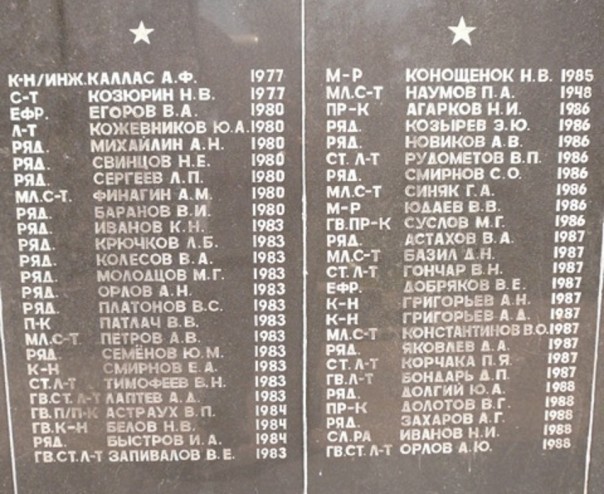 К-Н/ИНЖ. КАЛЛАС А.Ф. 1977
С-Т КОЗЮРИН Н.В. 1977
ЕФР. ЕГОРОВ В.А. 1980
Л-Т КОЖЕВНИКОВ Ю.А. 1980
РЯД. МИХАЙЛИН А.Н. 1980
РЯД. СВИНЦОВ Н.Е. 1980
РЯД. СЕРГЕЕВ Л.П. 1980
МЛ.С-Т. ФИНАГИН А.М. 1980
РЯД. БАРАНОВ В.И. 1980
РЯД. ИВАНОВ К.Н. 1983
РЯД. КРЮЧКОВ Л.Б. 1983
РЯД. КОЛЕСОВ В.А. 1983
РЯД. МОЛОДЦОВ М.Г. 1983
РЯД. ОРЛОВ А.Н. 1983
РЯД. ПЛАТОНОВ В.С. 1983
П-К ПАТЛАЧ В.В. 1983
МЛ.С-Т ПЕТРОВ А.В. 1983
РЯД. СЕМЁНОВ Ю.М. 1983
К-Н СМИРНОВ Е.А. 1983
СТ.Л-Т ТИМОФЕЕВ В.Н. 1983
ГВ.СТ.Л-Т ЛАПТЕВ А.Д. 1983
ГВ.П/П-К АСТРАУХ В.П. 1984
ГВ.К-Н БЕЛОВ Н.В. 1984
РЯД. БЫСТРОВ И.А. 1984
ГВ.СТ.Л-Т ЗАПИВАЛОВ В.Е. 1983
М-Р КОНОЩЕНОК Н.В. 1985
МЛ.С-Т НАУМОВ П.А. 1948
ПР-К АГАРКОВ Н.И. 1986
РЯД. КОЗЫРЕВ Э.Ю. 1986
РЯД. НОВИКОВ А.В. 1986
СТ.Л-Т РУДОМЕТОВ В.П. 1986
РЯД. СМИРНОВ С.О. 1986
МЛ.С-Т СИНЯК Г.А. 1986
М-Р ЮДАЕВ В.В. 1986
ГВ.ПР-К СУСЛОВ М.Г. 1986
РЯД. АСТАХОВ В.А. 1987
МЛ.С-Т БАЗИЛ Д.Н. 1987
СТ.Л-Т ГОНЧАР В.Н. 1987
ЕФР. ДОБРЯКОВ В.Е. 1987
К-Н ГРИГОРЬЕВ А.Н. 1987
К-Н ГРИГОРЬЕВ А.Д. 1987
МЛ.С-Т КОНСТАНТИНОВ В.О. 1987
РЯД. ЯКОВЛЕВ Д.А. 1987
СТ.Л-Т КОРЧАКА П.Я. 1987
ГВ.Л-Т БОНДАРЬ Д.П. 1987
РЯД. ДОЛГИЙ Ю.А. 1988
ПР-К ДОЛОТОВ В.Г. 1988
РЯД. ЗАХАРОВ А.Г. 1988
СЛ.РА ИВАНОВ Н.И. 1988
ГВ.СТ.Л-Т ОРЛОВ А.Ю. 1988